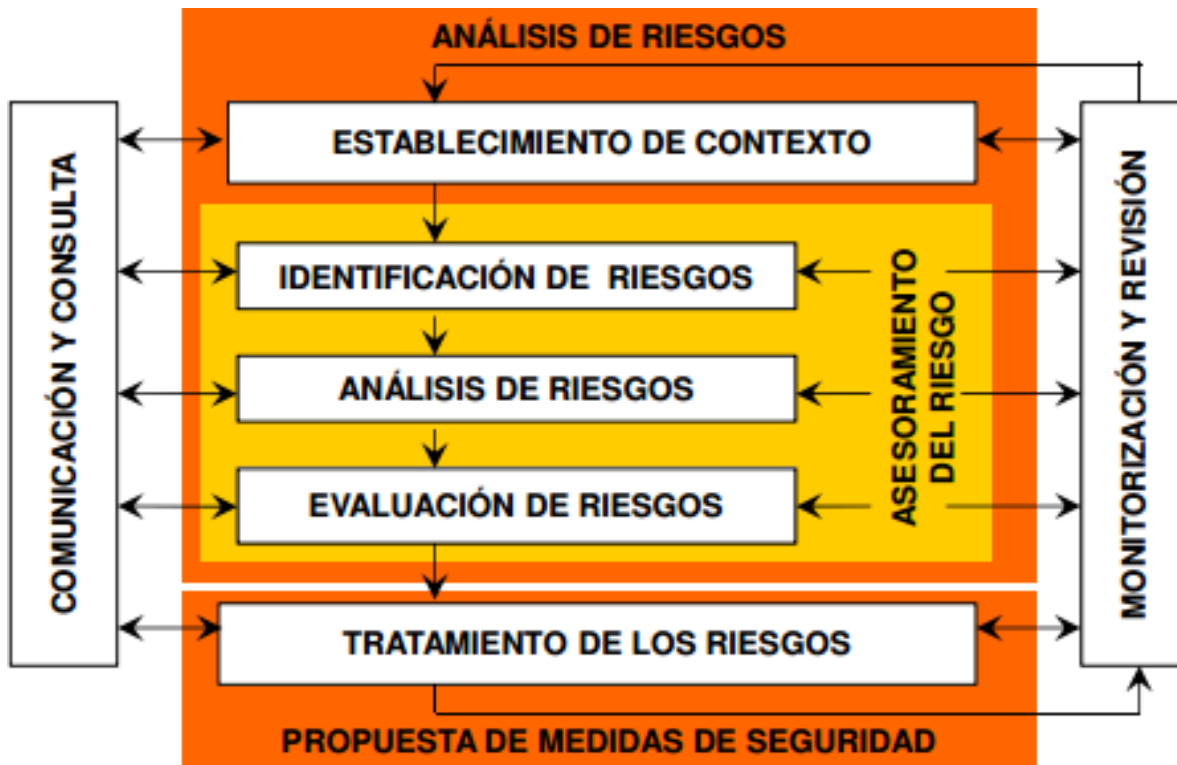 ANÁLISIS DE RIESGOS
ESTABLECIMIENTO DE CONTEXTO
COMUNICACIÓN Y CONSULTA
IDENTIFICACIÓN DE RIESGOS
ANÁLISIS DE RIESGOS
EVALUACIÓN DE RIESGOS
ASESORAMIENTO
DEL RIESGO
MONITORIZACIÓN Y REVISIÓN
TRATAMIENTO DE LOS RIESGOS
PROPUESTA DE MEDIDAS DE SEGURIDAD